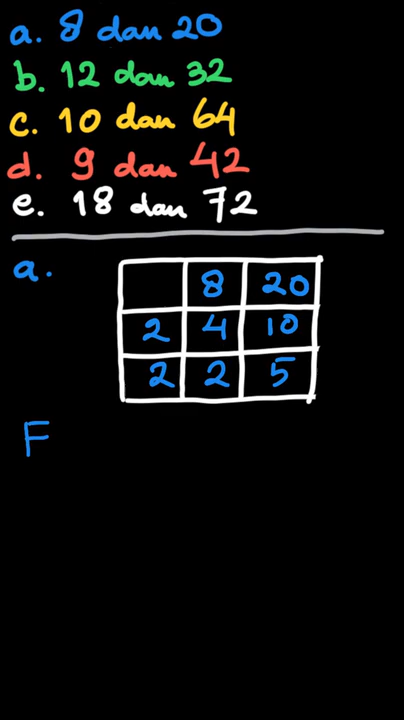 a. 8 dan 20
b. 12 dan 32
c. 10 dan 64
d. 9 dan 42
e. 18 dan 72
a.
8 20
2 4 10
2 2 5
F